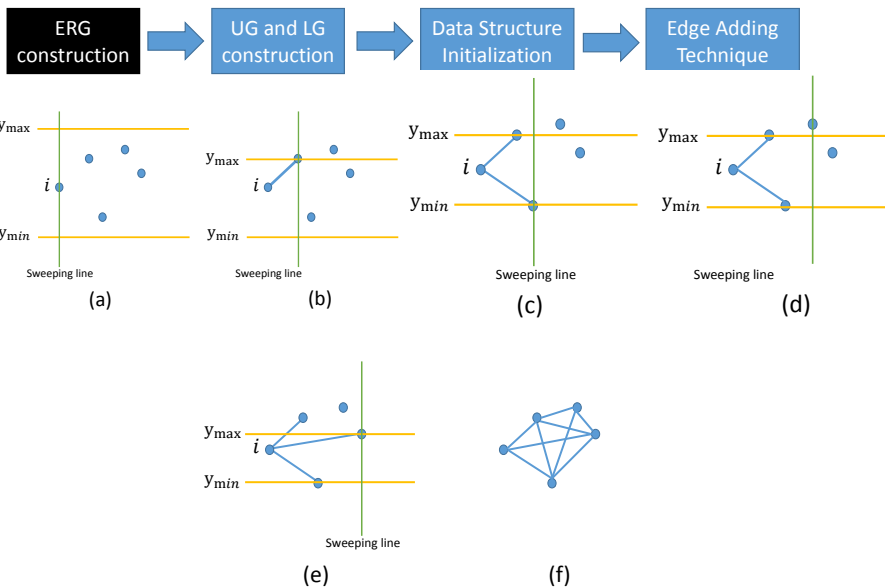 ERG
construction
UG and LG
construction
Data Structure
Initialization
Edge Adding
Technique
ymax
i
ymin
Sweeping line
(a)
ymax
i
ymin
Sweeping line
(b)
ymax
i
ymin
Sweeping line
(c)
ymax
i
ymin
Sweeping line
(d)
ymax
i
ymin
Sweeping line
(e)
(f)